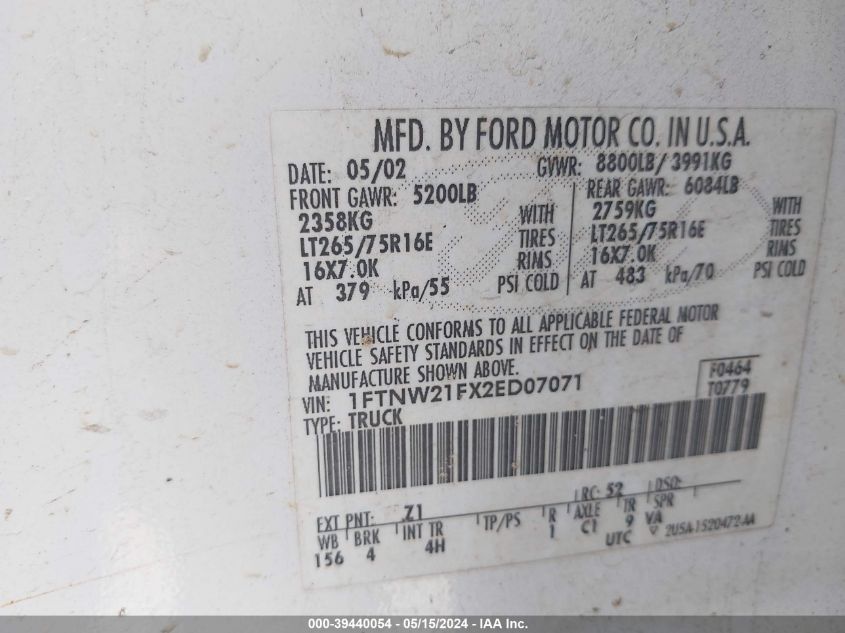 MFD. BY FORD MOTOR CO. IN U.S.A.
DATE: 05/02 GVWR: 8800LB/ 3991KG
FRONT GAWR: 5200LB REAR GAWR: 6084LB
2358KG WITH 2759KG WITH
LT265/75R16E TIRES LT265/75R16E TIRES
16X7.0K RIMS 16X7.0K RIMS
AT 379 kPa/55 PSI COLD AT 483 kPa/70 PSI COLD
THIS VEHICLE CONFORMS TO ALL APPLICABLE FEDERAL MOTOR
VEHICLE SAFETY STANDARDS IN EFFECT ON THE DATE OF
MANUFACTURE SHOWN ABOVE.
VIN: 1FTNW21FX2ED07071 F0464
TYPE: TRUCK T0779
EXT PNT: Z1 RC: 52 DSO:
WB BRK INT TR TP/PS R AXLE TR SPR
156 4 4H 1 C1 9 VA
UTC ▽ 2U5A-1520472-AA
000-39440054 - 05/15/2024 - IAA Inc.